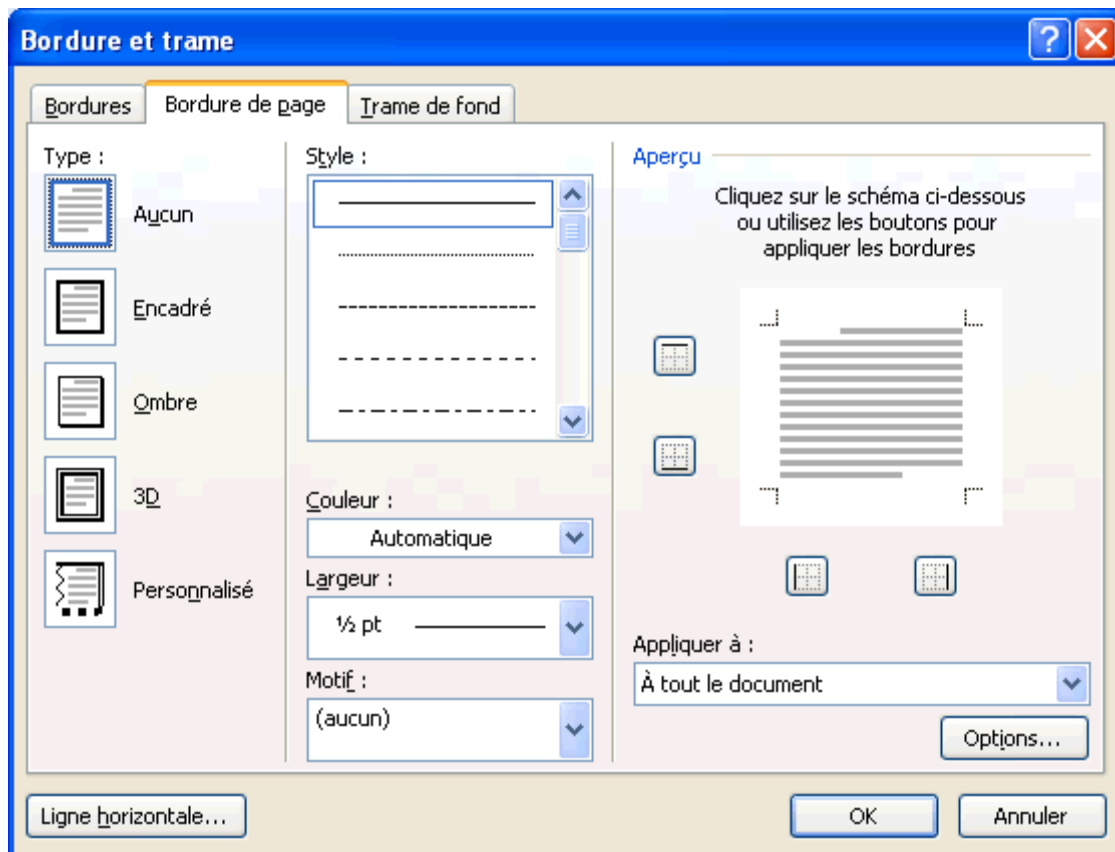 Bordure et trame
Bordures
Bordure de page
Trame de fond
Type :
Aucun
Encadré
Ombre
3D
Personnalisé
Style :
Couleur :
Automatique
Largeur :
½ pt
Motif :
(aucun)
Aperçu
Cliquez sur le schéma ci-dessous
ou utilisez les boutons pour
appliquer les bordures
Appliquer à :
À tout le document
Options...
Ligne horizontale...
OK
Annuler